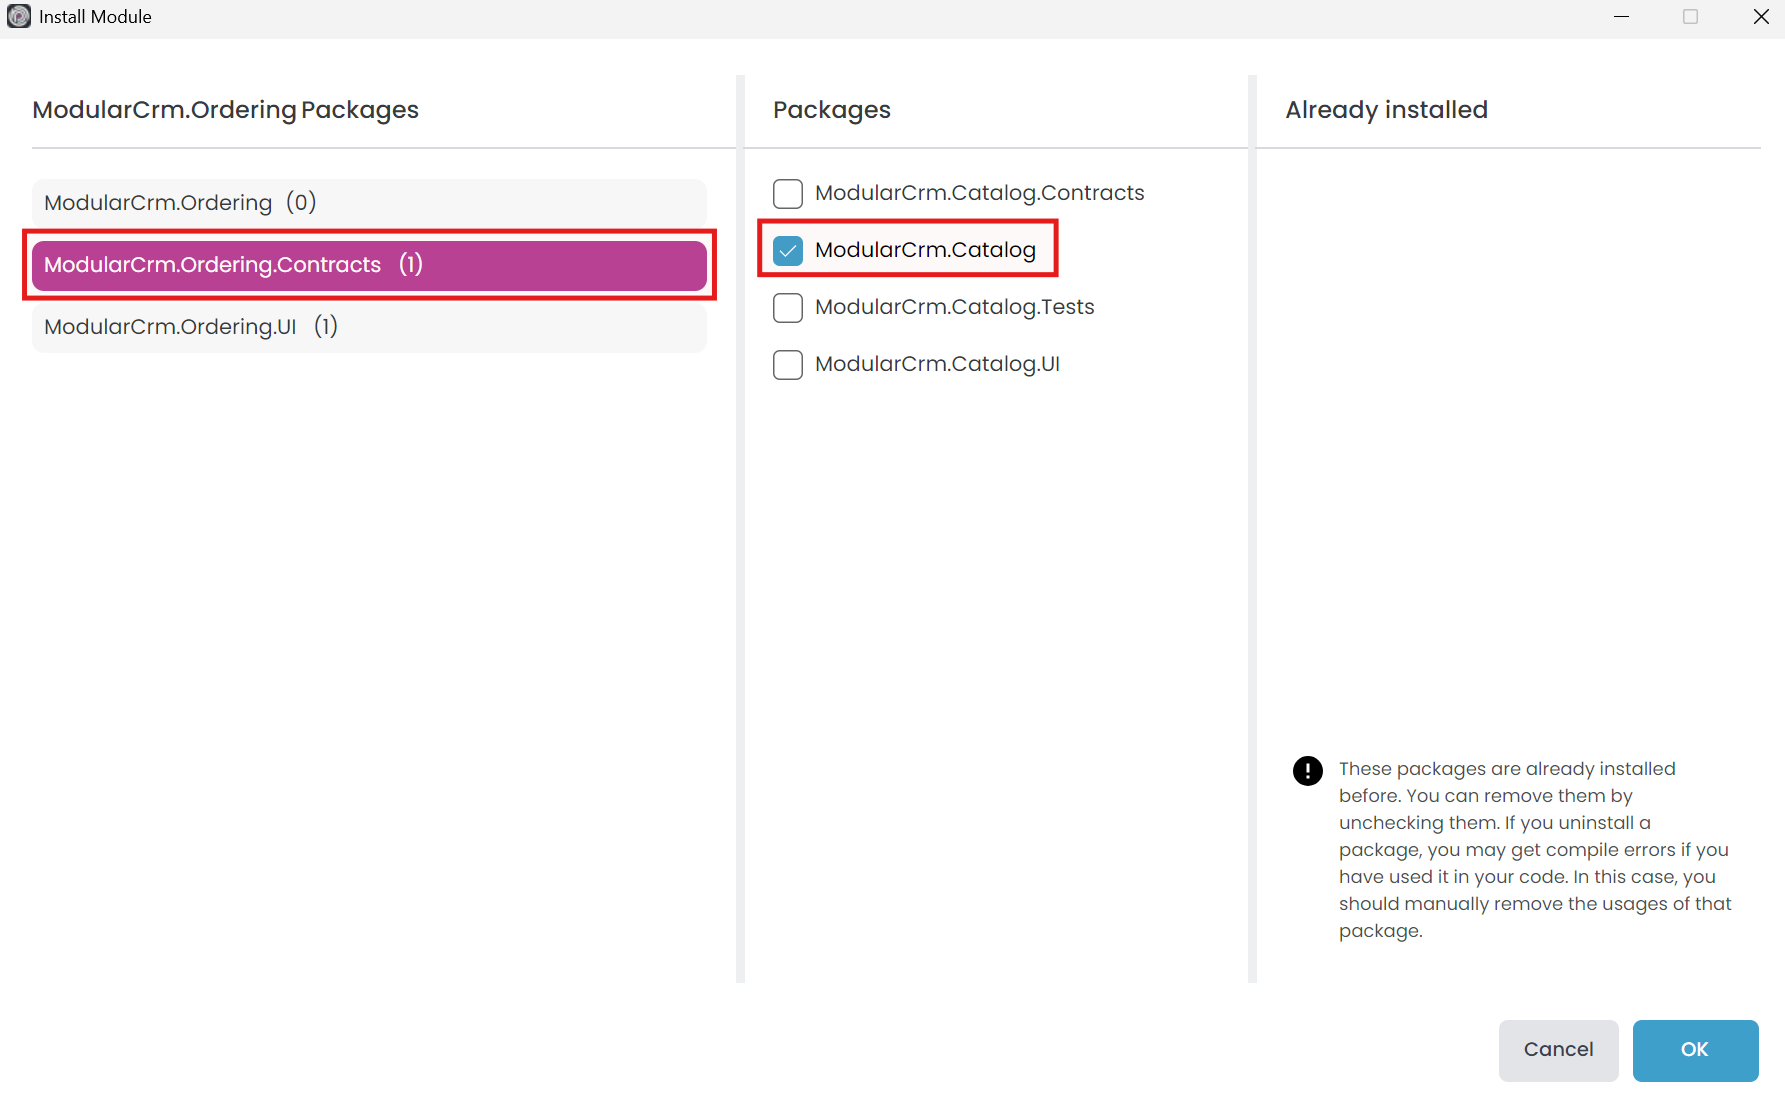 Install Module
ModularCrm.Ordering Packages
ModularCrm.Ordering (0)
ModularCrm.Ordering.Contracts (1)
ModularCrm.Ordering.UI (1)
Packages
ModularCrm.Catalog.Contracts
ModularCrm.Catalog
ModularCrm.Catalog.Tests
ModularCrm.Catalog.UI
Already installed
These packages are already installed
before. You can remove them by
unchecking them. If you uninstall a
package, you may get compile errors if you
have used it in your code. In this case, you
should manually remove the usages of that
package.
Cancel
OK